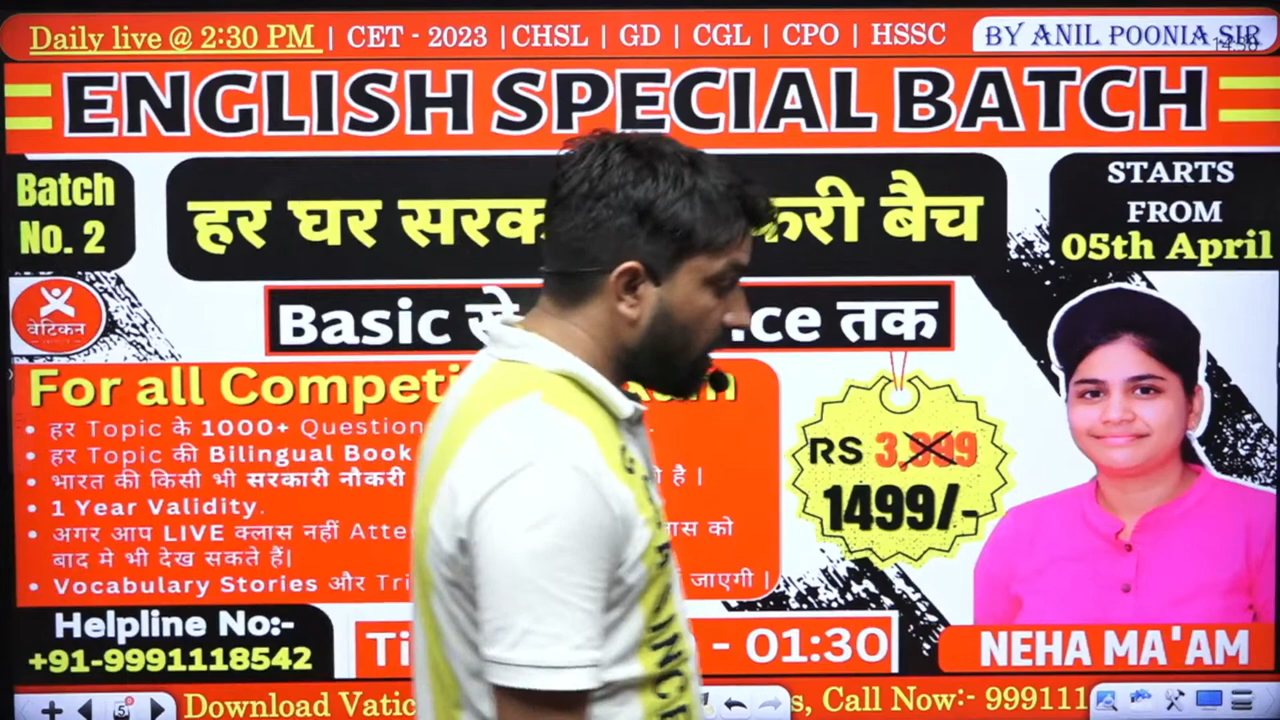 Daily live @ 2:30 PM | CET - 2023 | CHSL | GD | CGL | CPO | HSSC
BY ANIL POONIA SIR
14:50
ENGLISH SPECIAL BATCH
Batch
No. 2
हर घर सरक करी बैच
STARTS
FROM
05th April
वेटिकन
Basic से ce तक
For all Competi
• हर Topic के 1000+ Question
• हर Topic की Bilingual Book
• भारत की किसी भी सरकारी नौकरी ी है |
• 1 Year Validity.
• अगर आप LIVE क्लास नहीं Atte ास को
बाद मे भी देख सकते हैं|
• Vocabulary Stories और Tri जाएगी |
RS 3,999
1499/-
Helpline No:-
+91-9991118542
Ti - 01:30
NEHA MA'AM
5
Download Vatic s, Call Now:- 999111